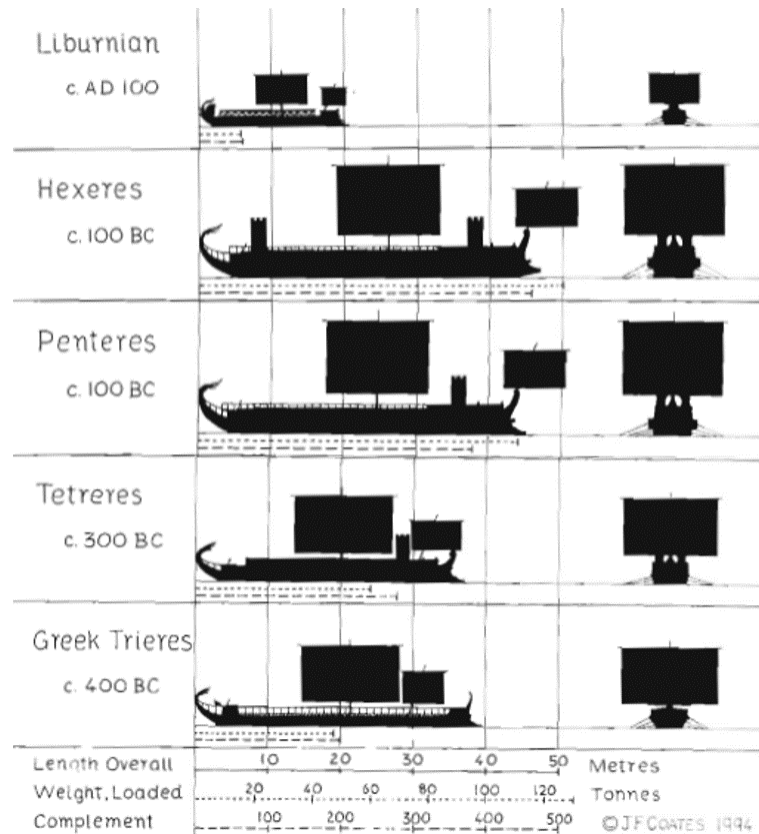 Liburnian
c. AD 100
Hexeres
c. 100 BC
Penteres
c. 100 BC
Tetreres
c. 300 BC
Greek Trieres
c. 400 BC
Length Overall 10 20 30 40 50 Metres
Weight, Loaded 20 40 60 80 100 120 Tonnes
Complement 100 200 300 400 500 © JF COATES 1994